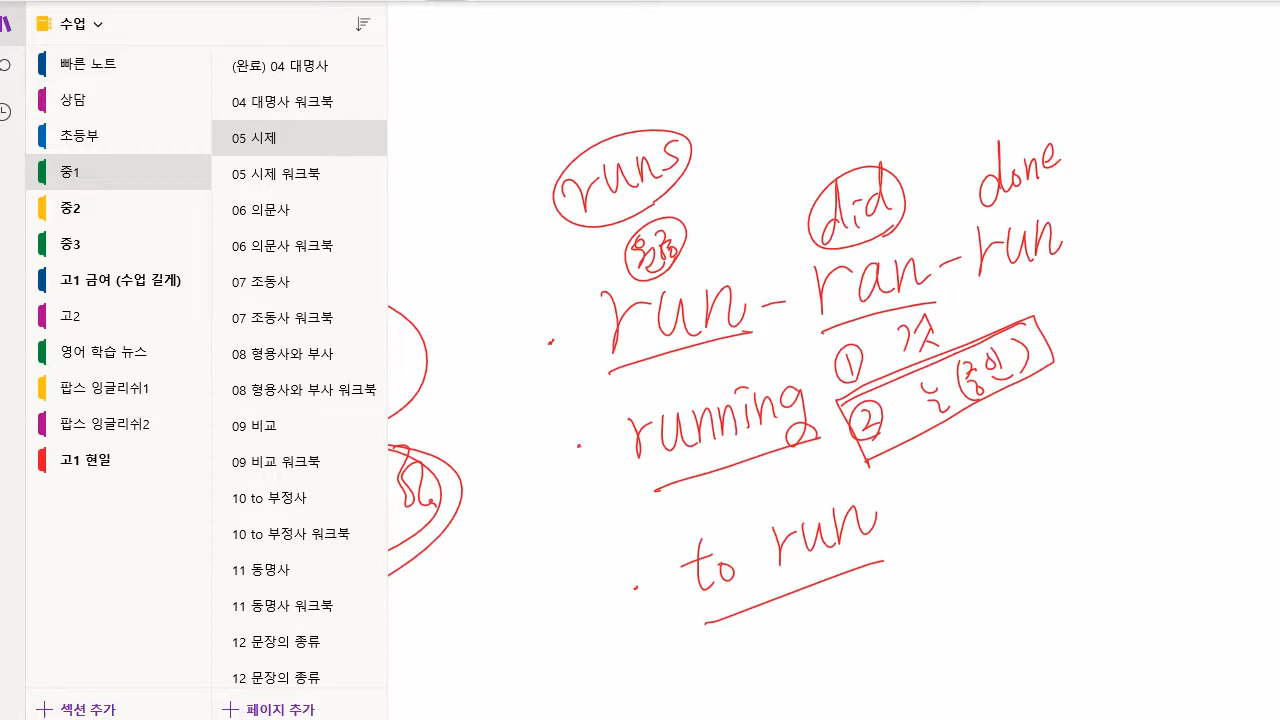 수업
빠른 노트
상담
초등부
중1
중2
중3
고1 급여 (수업 길게)
고2
영어 학습 뉴스
팝스 잉글리쉬1
팝스 잉글리쉬2
고1 현일
섹션 추가
(완료) 04 대명사
04 대명사 워크북
05 시제
05 시제 워크북
06 의문사
06 의문사 워크북
07 조동사
07 조동사 워크북
08 형용사와 부사
08 형용사와 부사 워크북
09 비교
09 비교 워크북
10 to 부정사
10 to 부정사 워크북
11 동명사
11 동명사 워크북
12 문장의 종류
12 문장의 종류
페이지 추가
runs
did
done
run - ran - run
① 것
running
② 는 (중인)
to run